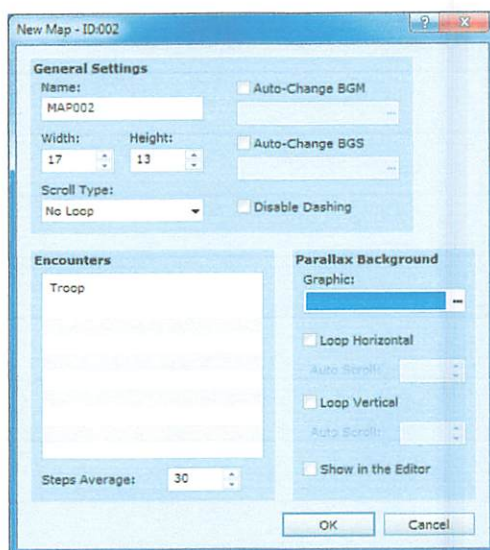 New Map - ID:002
General Settings
Name:
MAP002
Width:
17
Height:
13
Scroll Type:
No Loop
Auto-Change BGM
...
Auto-Change BGS
...
Disable Dashing
Encounters
Troop
Steps Average:
30
Parallax Background
Graphic:
...
Loop Horizontal
Auto Scroll:
Loop Vertical
Auto Scroll:
Show in the Editor
OK
Cancel